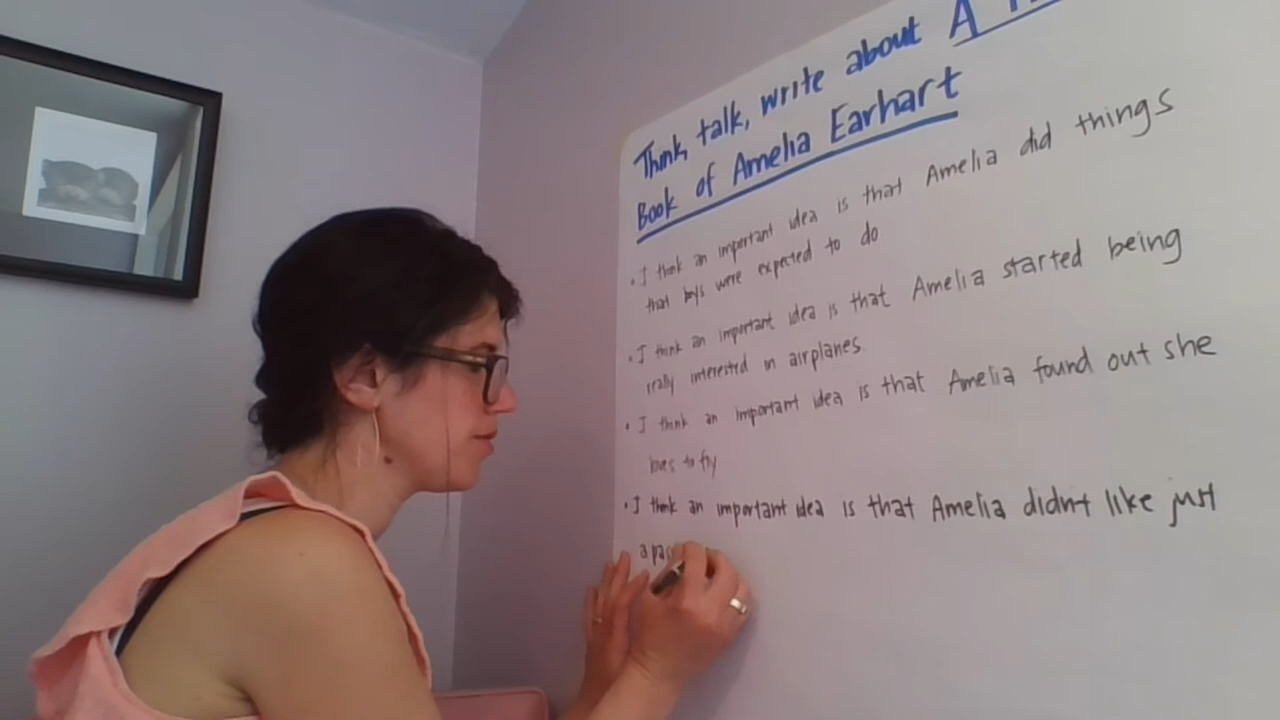 Think, talk, write about A
Book of Amelia Earhart
• I think an important idea is that Amelia did things
that boys were expected to do
• I think an important idea is that Amelia started being
really interested in airplanes.
• I think an important idea is that Amelia found out she
loves to fly
• I think an important idea is that Amelia didn't like just
a pas